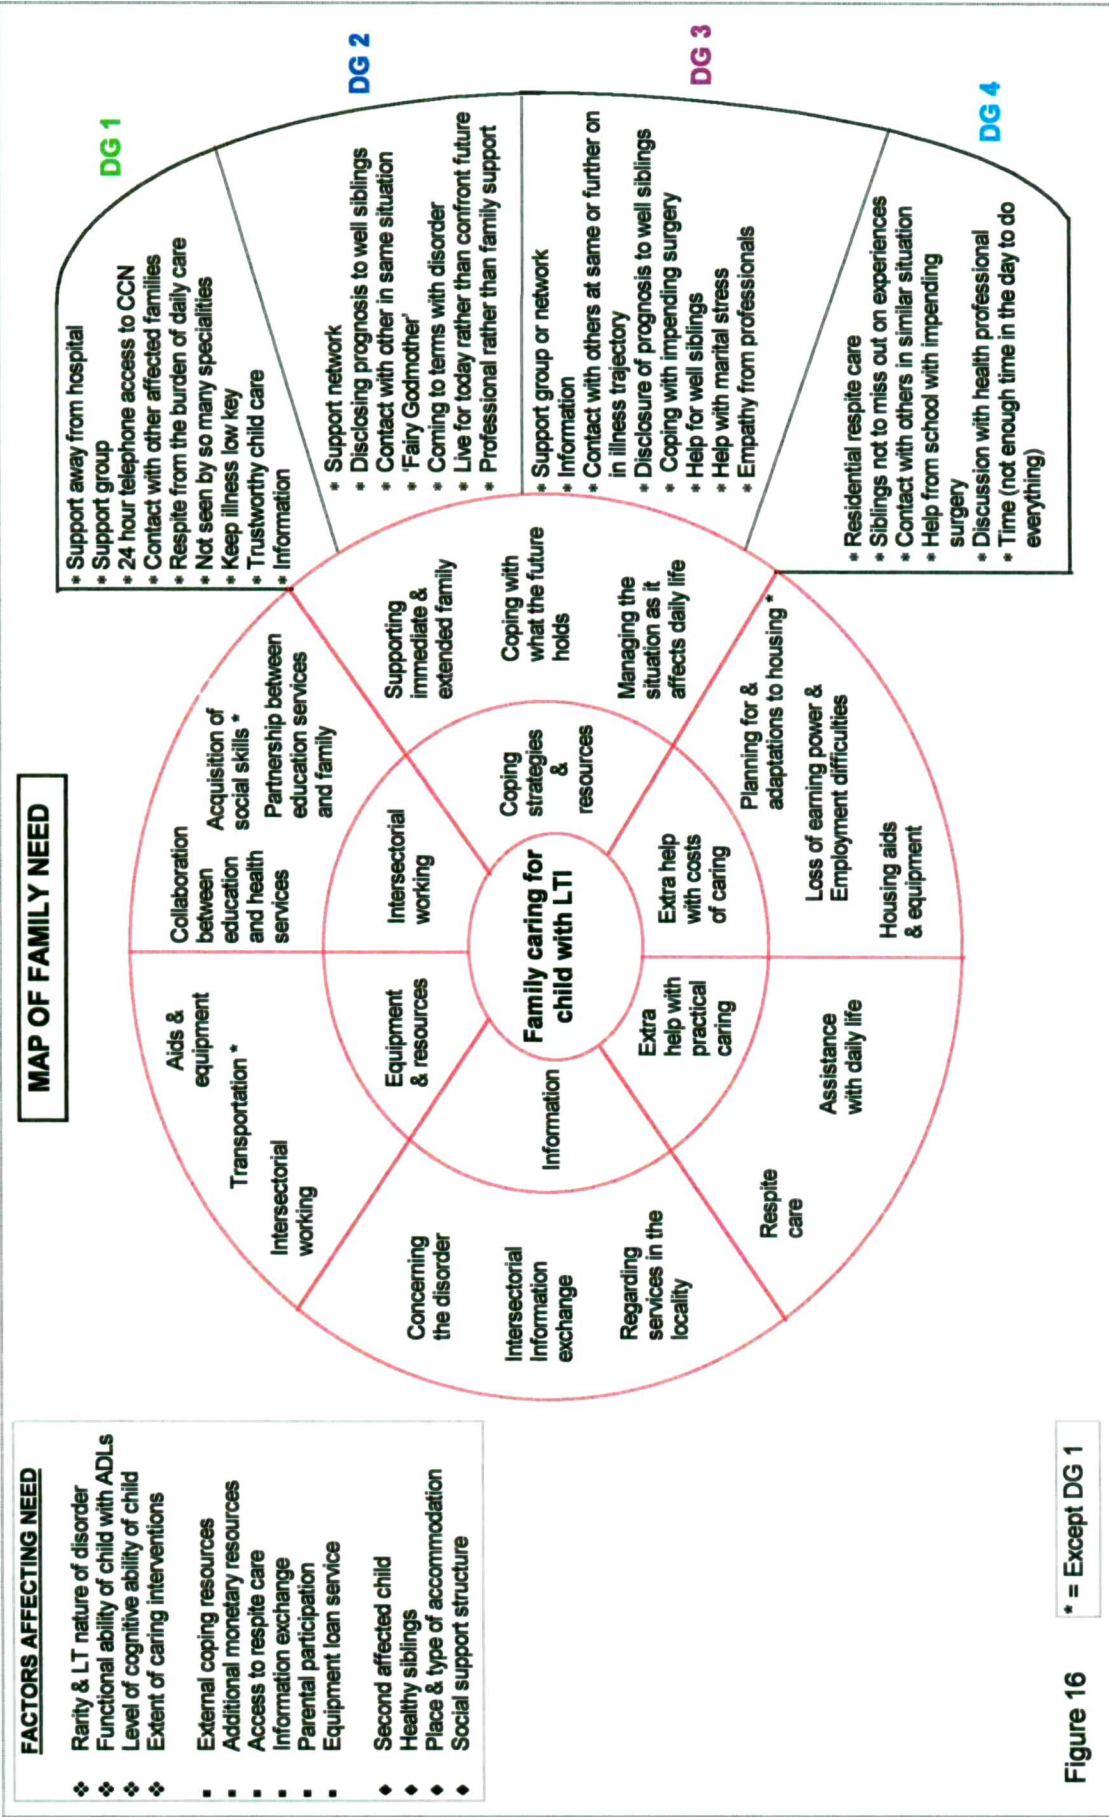 MAP OF FAMILY NEED
FACTORS AFFECTING NEED
❖ Rarity & LT nature of disorder
❖ Functional ability of child with ADLs
❖ Level of cognitive ability of child
❖ Extent of caring interventions
▪ External coping resources
▪ Additional monetary resources
▪ Access to respite care
▪ Information exchange
▪ Parental participation
▪ Equipment loan service
♦ Second affected child
♦ Healthy siblings
♦ Place & type of accommodation
♦ Social support structure
Aids &
equipment
Transportation *
Intersectorial
working
Collaboration
between
education
and health
services
Acquisition of
social skills *
Partnership between
education services
and family
Equipment
& resources
Intersectorial
working
Concerning
the disorder
Intersectorial
Information
exchange
Regarding
services in the
locality
Information
Family caring for
child with LTI
Coping
strategies
&
resources
Supporting
immediate &
extended family
Coping with
what the future
holds
Managing the
situation as it
affects daily life
Extra
help with
practical
caring
Extra help
with costs
of caring
Respite
care
Assistance
with daily life
Planning for &
adaptations to housing *
Loss of earning power &
Employment difficulties
Housing aids
& equipment
DG 1
* Support away from hospital
* Support group
* 24 hour telephone access to CCN
* Contact with other affected families
* Respite from the burden of daily care
* Not seen by so many specialities
* Keep illness low key
* Trustworthy child care
* Information
DG 2
* Support network
* Disclosing prognosis to well siblings
* Contact with other in same situation
* 'Fairy Godmother'
* Coming to terms with disorder
* Live for today rather than confront future
* Professional rather than family support
DG 3
* Support group or network
* Information
* Contact with others at same or further on
in illness trajectory
* Disclosure of prognosis to well siblings
* Coping with impending surgery
* Help for well siblings
* Help with marital stress
* Empathy from professionals
DG 4
* Residential respite care
* Siblings not to miss out on experiences
* Contact with others in similar situation
* Help from school with impending
surgery
* Discussion with health professional
* Time (not enough time in the day to do
everything)
Figure 16
* = Except DG 1